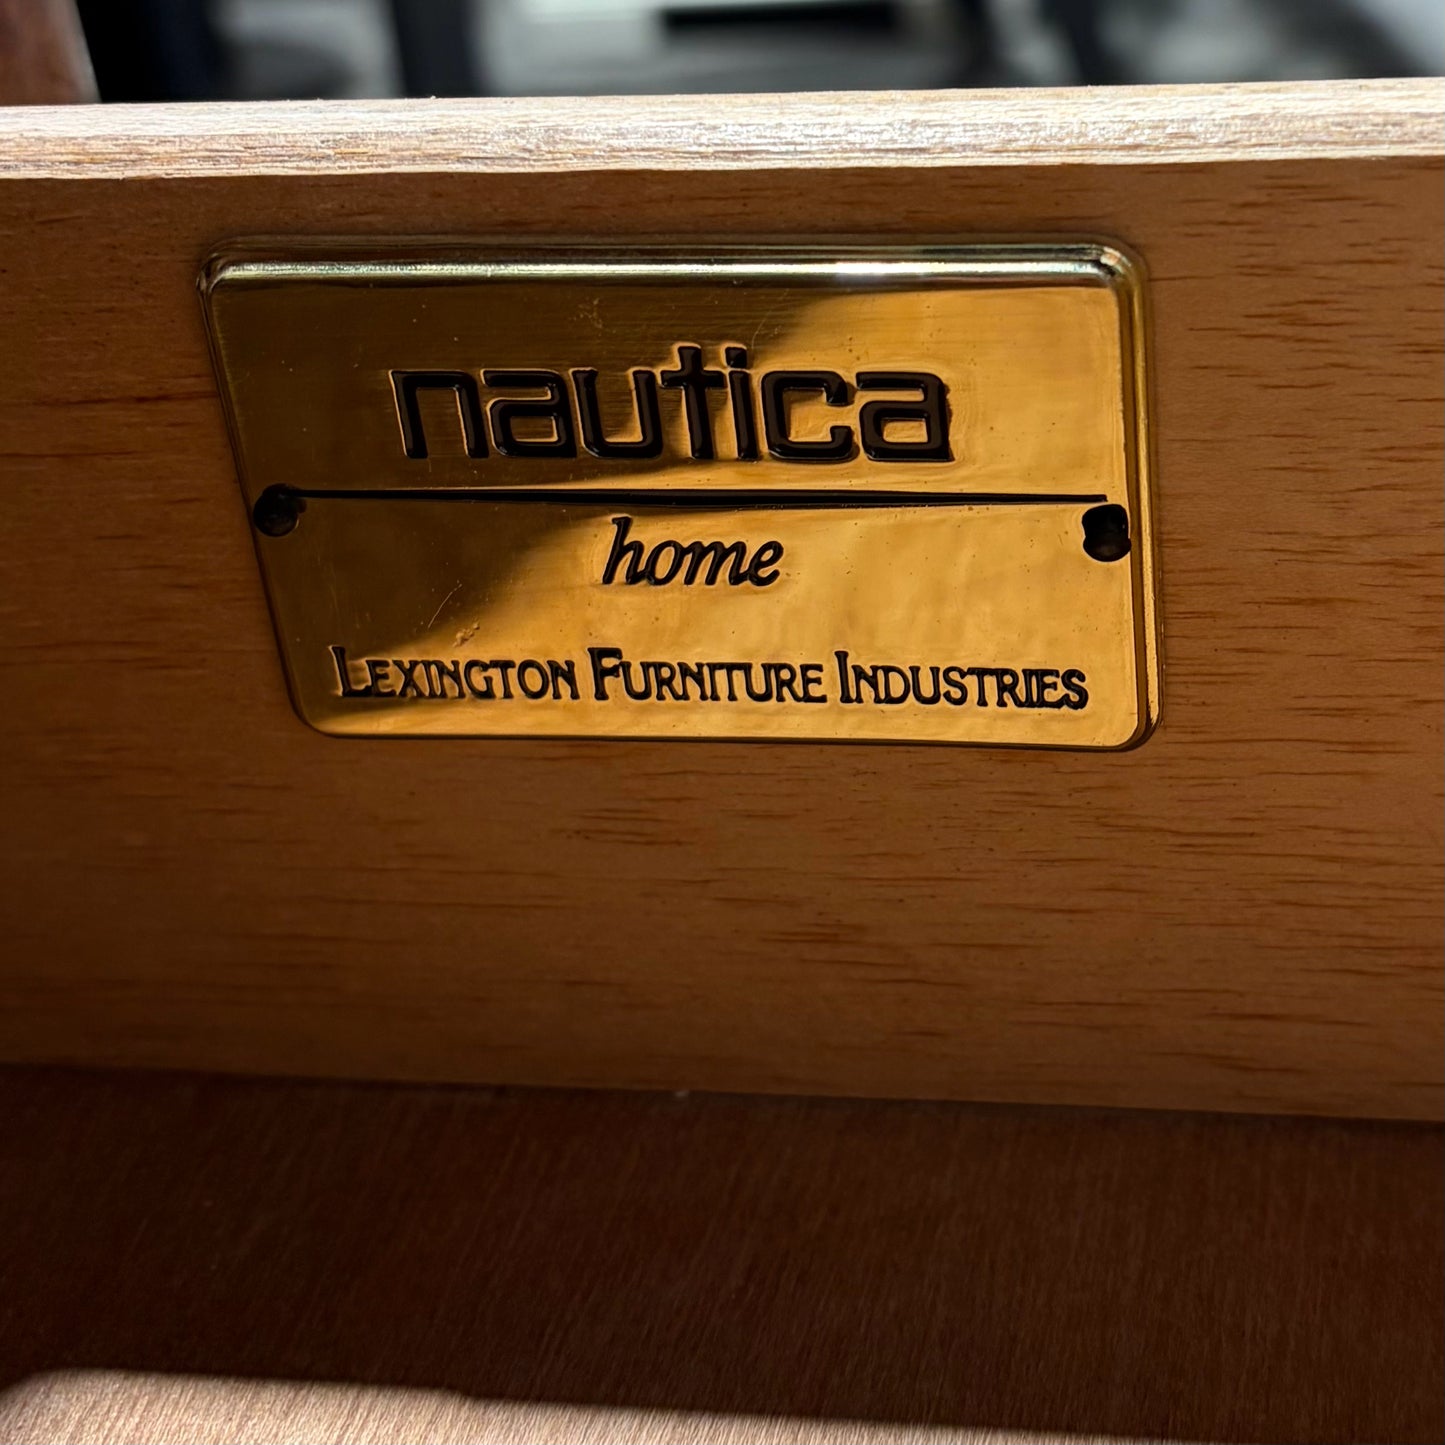 nautica
home
LEXINGTON FURNITURE INDUSTRIES